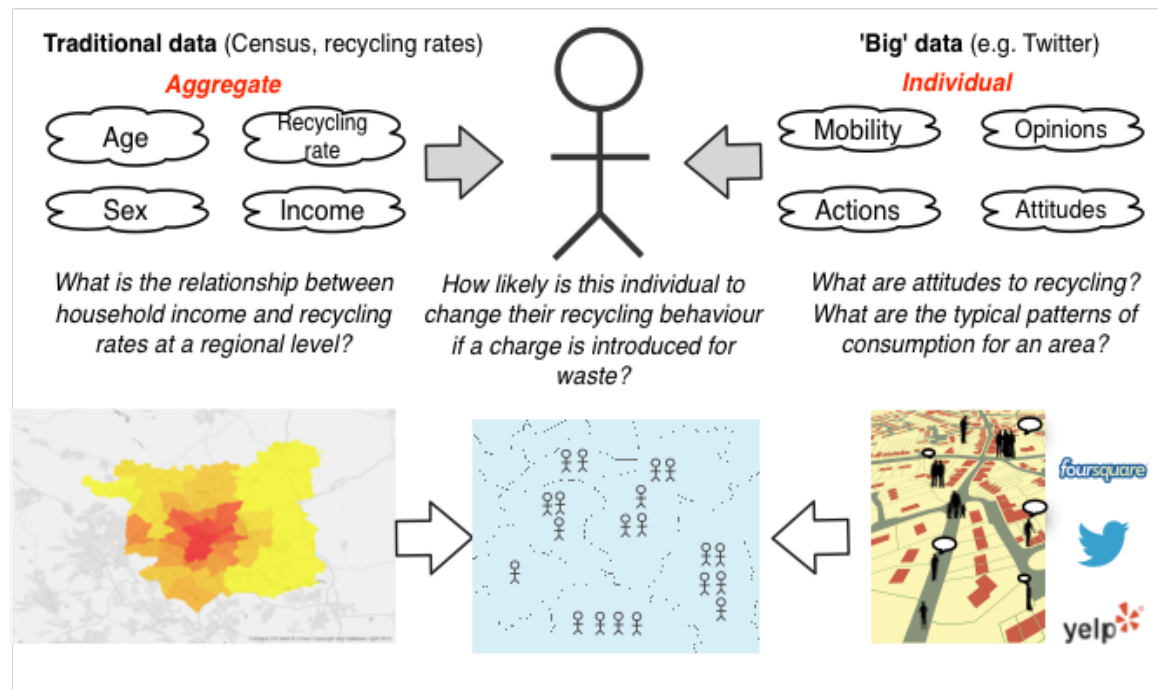 Traditional data (Census, recycling rates)
Aggregate
Age
Recycling
rate
Sex
Income
What is the relationship between
household income and recycling
rates at a regional level?
How likely is this individual to
change their recycling behaviour
if a charge is introduced for
waste?
'Big' data (e.g. Twitter)
Individual
Mobility
Opinions
Actions
Attitudes
What are attitudes to recycling?
What are the typical patterns of
consumption for an area?
foursquare
yelp